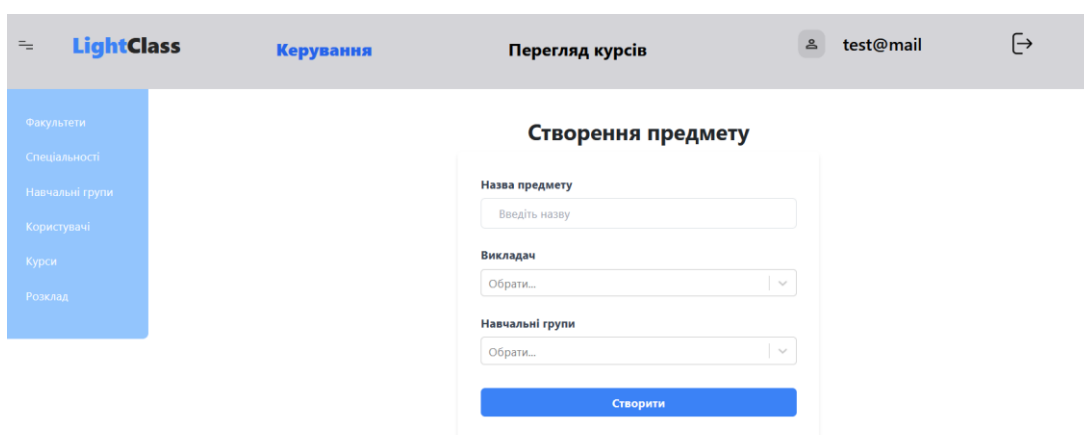 LightClass
Керування
Перегляд курсів
test@mail
Факультети
Спеціальності
Навчальні групи
Користувачі
Курси
Розклад
Створення предмету
Назва предмету
Введіть назву
Викладач
Обрати...
Навчальні групи
Обрати...
Створити